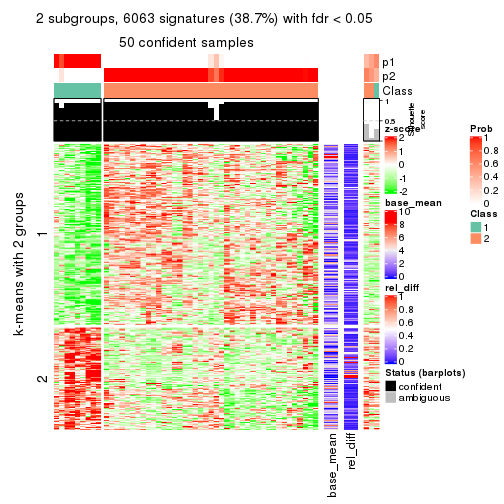 2 subgroups, 6063 signatures (38.7%) with fdr < 0.05
50 confident samples
p1
p2
Class
1
0.5
0
Silhouette
score
k-means with 2 groups
1
2
base_mean
rel_diff
z-score
2
1
0
-1
-2
base_mean
10
8
6
4
2
0
rel_diff
1
0.8
0.6
0.4
0.2
0
Status (barplots)
confident
ambiguous
Prob
1
0.8
0.6
0.4
0.2
0
Class
1
2